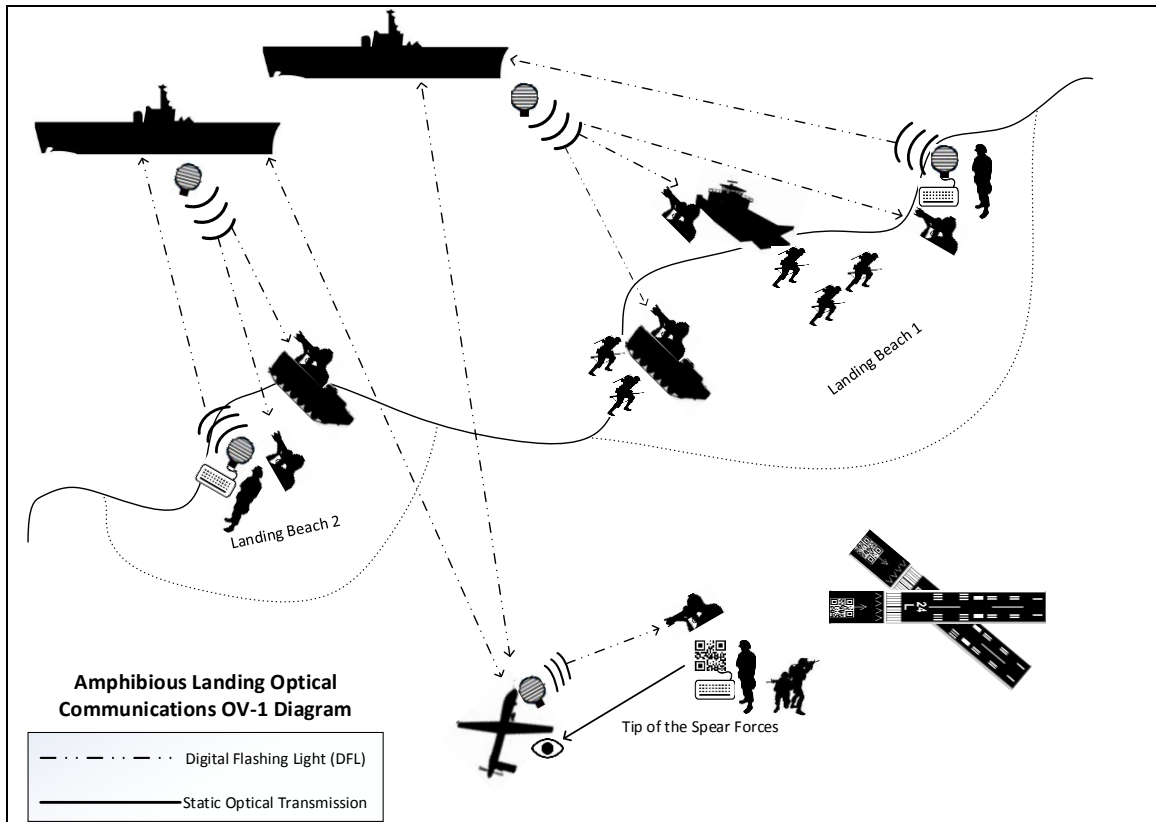 Landing Beach 1
Landing Beach 2
24
L
Tip of the Spear Forces
Amphibious Landing Optical
Communications OV-1 Diagram
Digital Flashing Light (DFL)
Static Optical Transmission